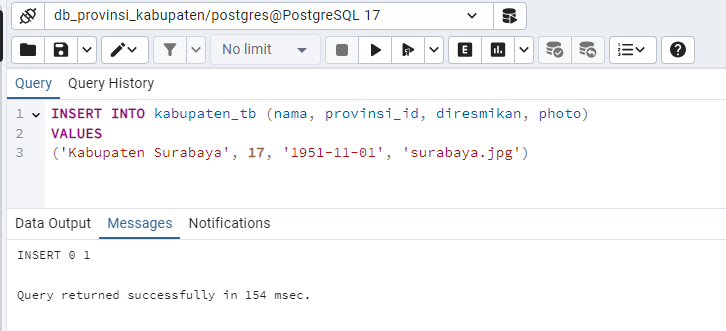 db_provinsi_kabupaten/postgres@PostgreSQL 17
No limit
E
Query Query History
1 INSERT INTO kabupaten_tb (nama, provinsi_id, diresmikan, photo)
2 VALUES
3 ('Kabupaten Surabaya', 17, '1951-11-01', 'surabaya.jpg')
Data Output Messages Notifications
INSERT 0 1
Query returned successfully in 154 msec.